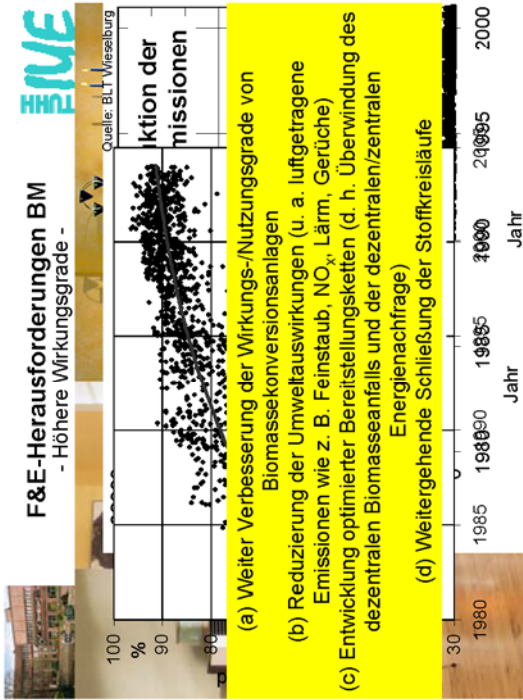 F&E-Herausforderungen BM
- Höhere Wirkungsgrade -
Quelle: BLT Wieselburg
ktion der
missionen
100
%
90
80
30
(a) Weiter Verbesserung der Wirkungs-/Nutzungsgrade von
Biomassekonversionsanlagen
(b) Reduzierung der Umweltauswirkungen (u. a. luftgetragene
Emissionen wie z. B. Feinstaub, NOx, Lärm, Gerüche)
(c) Entwicklung optimierter Bereitstellungsketten (d. h. Überwindung des
dezentralen Biomasseanfalls und der dezentralen/zentralen
Energienachfrage)
(d) Weitergehende Schließung der Stoffkreisläufe
1980
1985
2000
Jahr
Jahr